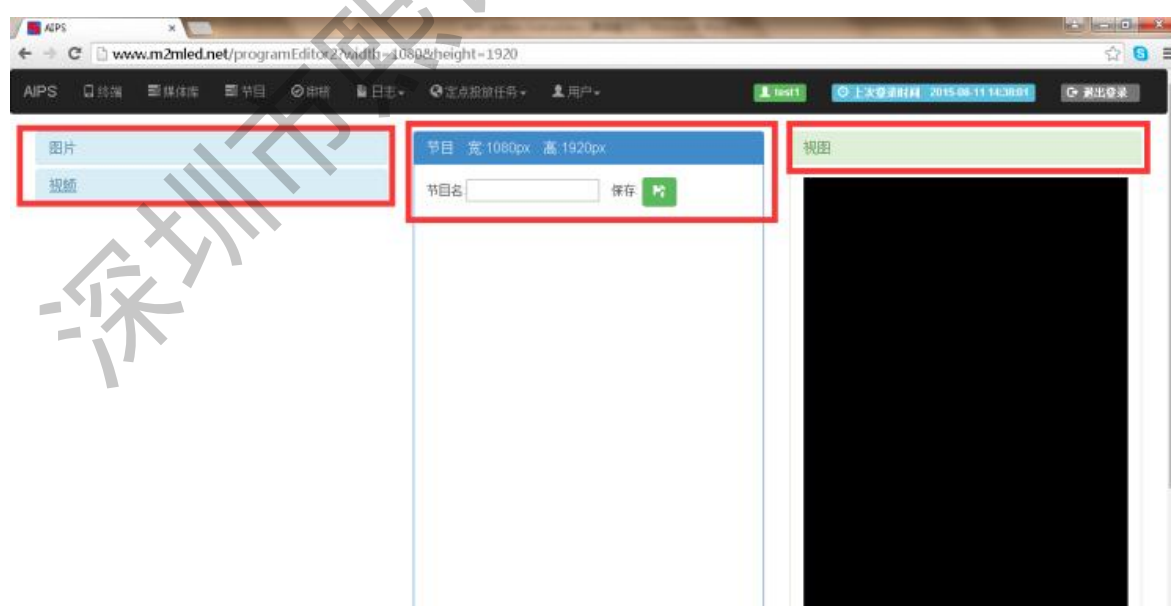 AIPS
www.m2mled.net/programEditor2?width=1080&height=1920
AIPS 终端 媒体库 节目 审核 日志 定点投放任务 用户 test1 上次登录时间 2015-08-11 14:38:01 退出登录
图片
视频
节目 宽 1080px 高 1920px
节目名 保存
视图
深圳市熙